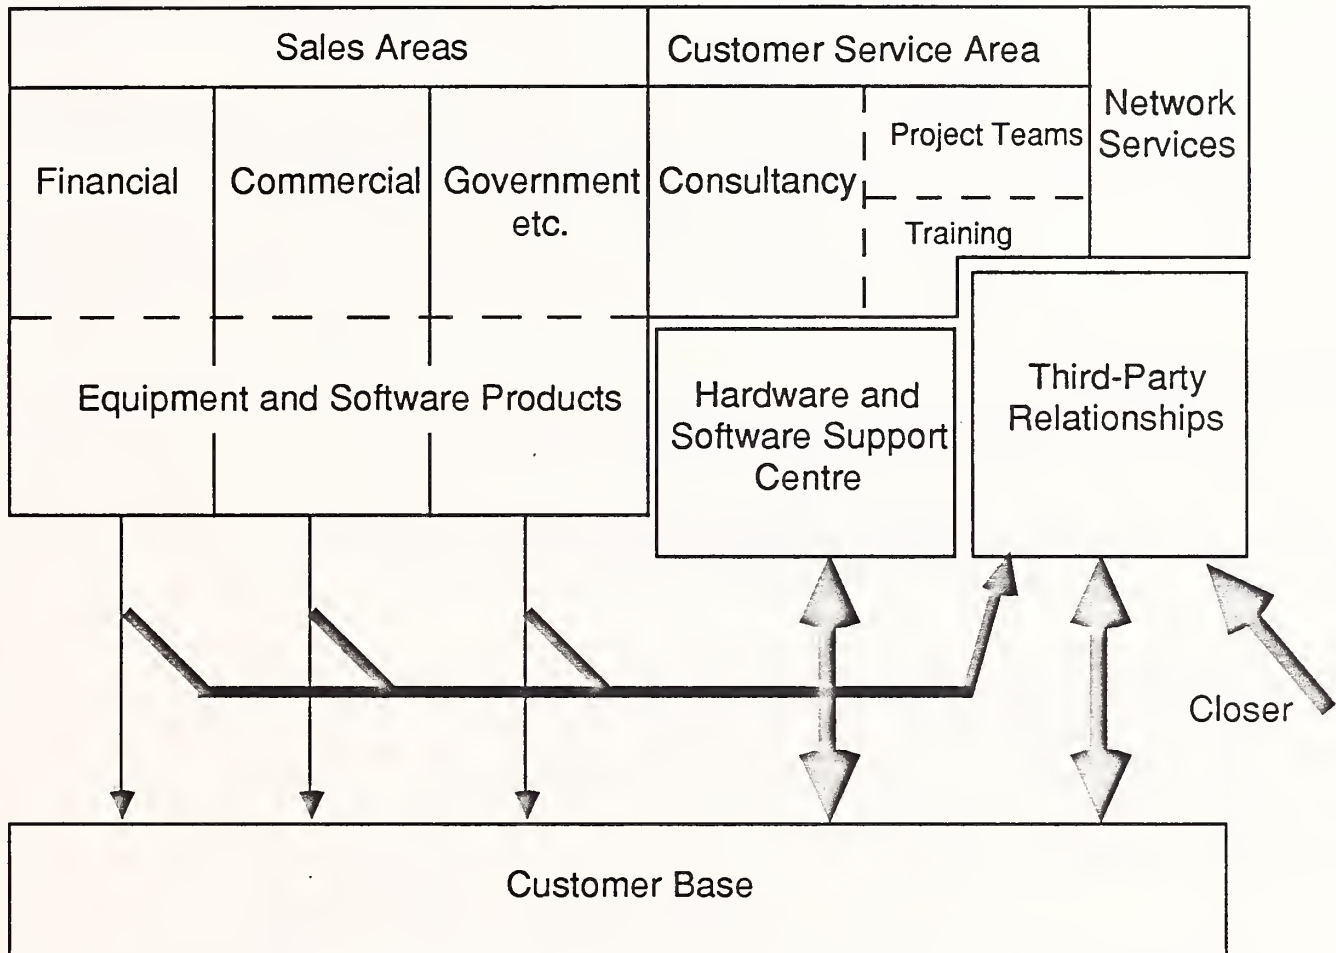 Sales Areas
Customer Service Area
Network
Services
Financial
Commercial
Government
etc.
Consultancy
Project Teams
Training
Equipment and Software Products
Hardware and
Software Support
Centre
Third-Party
Relationships
Closer
Customer Base